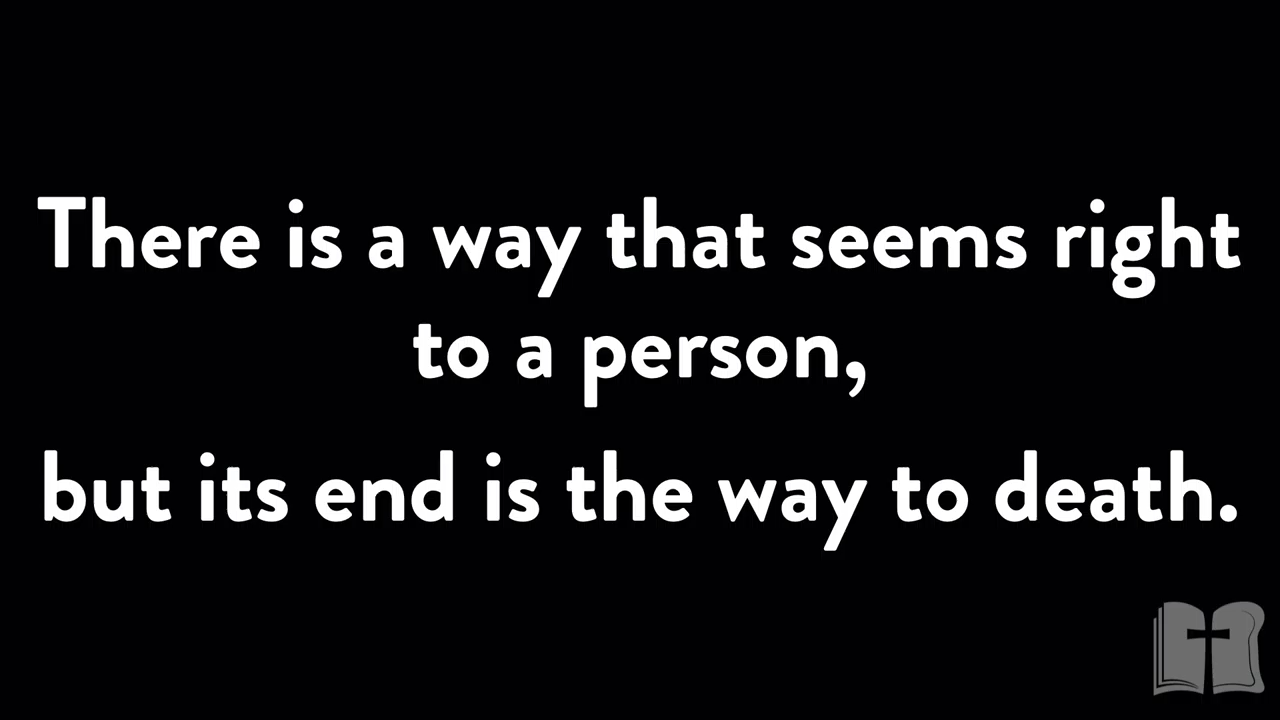 There is a way that seems right
to a person,
but its end is the way to death.